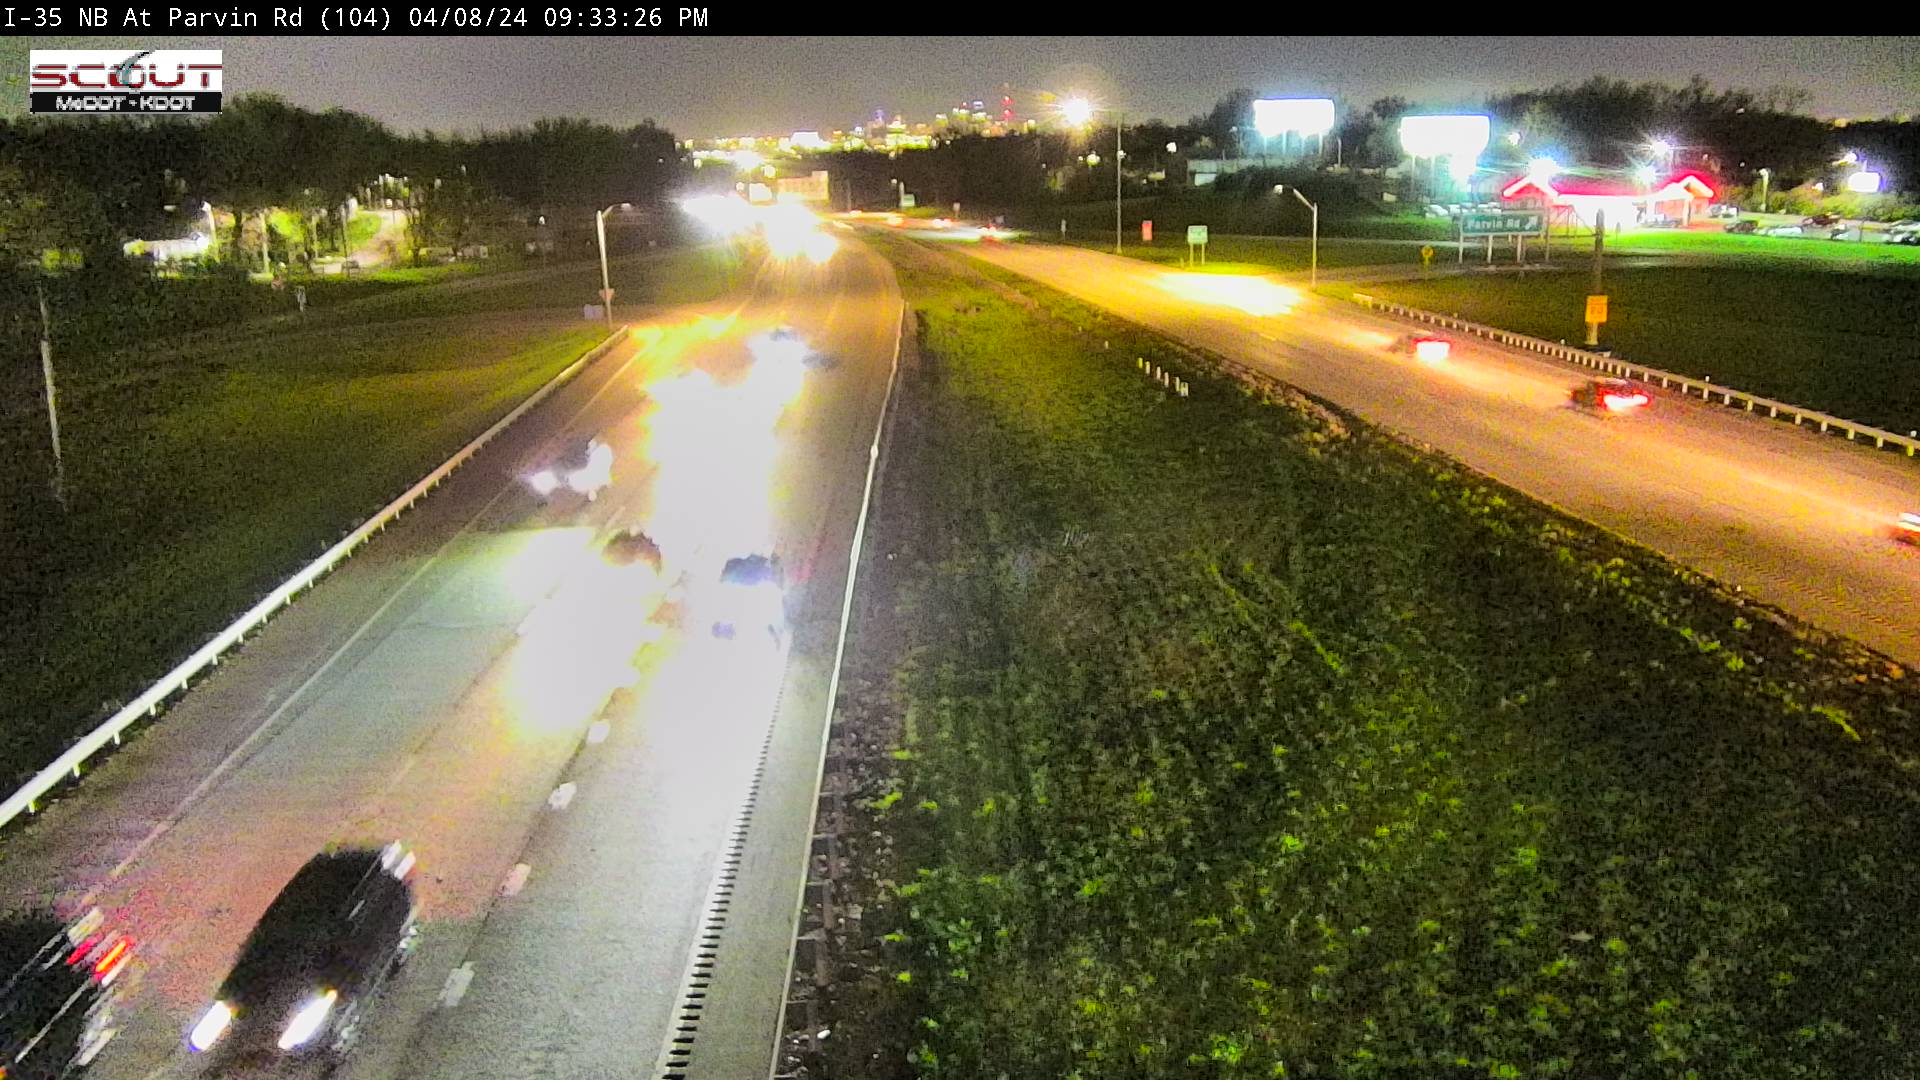 I-35 NB At Parvin Rd (104) 04/08/24 09:33:26 PM
SCOUT
MoDOT - KDOT
Parvin Rd